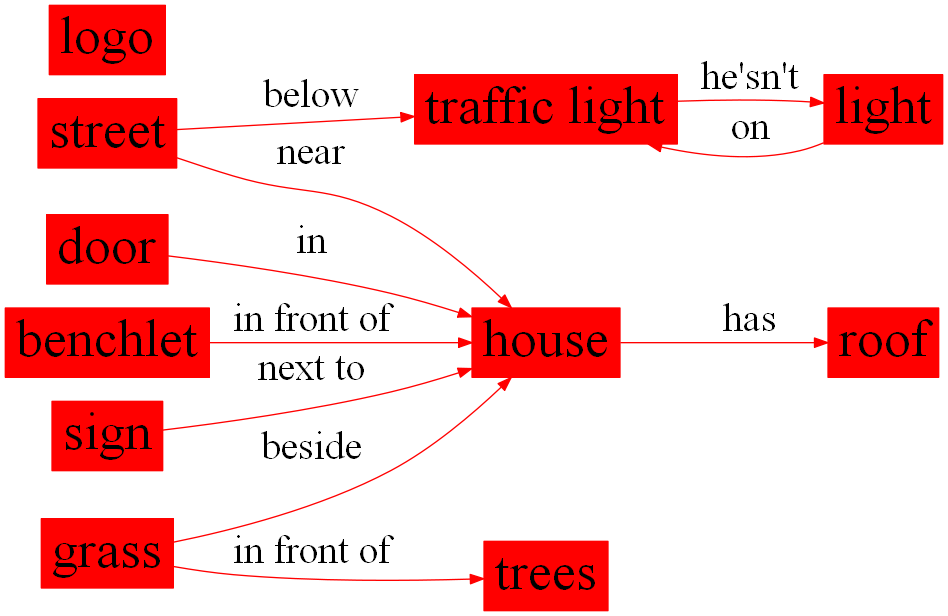 logo
street
below
traffic light
he'sn't
light
on
near
door
in
benchlet
in front of
house
has
roof
next to
sign
beside
grass
in front of
trees